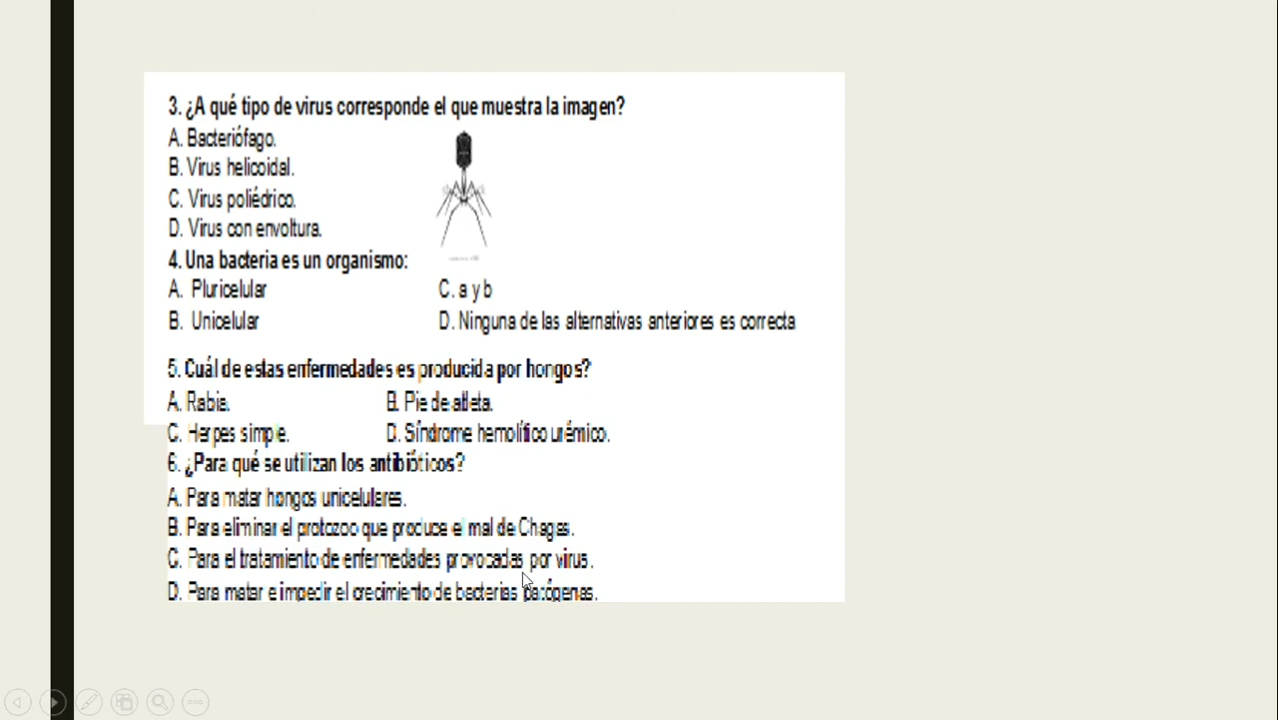 3. ¿A qué tipo de virus corresponde el que muestra la imagen?
A. Bacteriófago.
B. Virus helicoidal.
C. Virus poliédrico.
D. Virus con envoltura.
4. Una bacteria es un organismo:
A. Pluricelular C. a y b
B. Unicelular D. Ninguna de las alternativas anteriores es correcta
5. Cuál de estas enfermedades es producida por hongos?
A. Rabia. B. Pie de atleta.
C. Herpes simple. D. Síndrome hemolítico urémico.
6. ¿Para qué se utilizan los antibióticos?
A. Para matar hongos unicelulares.
B. Para eliminar el protozoo que produce el mal de Chagas.
C. Para el tratamiento de enfermedades provocadas por virus.
D. Para matar e impedir el crecimiento de bacterias patógenas.